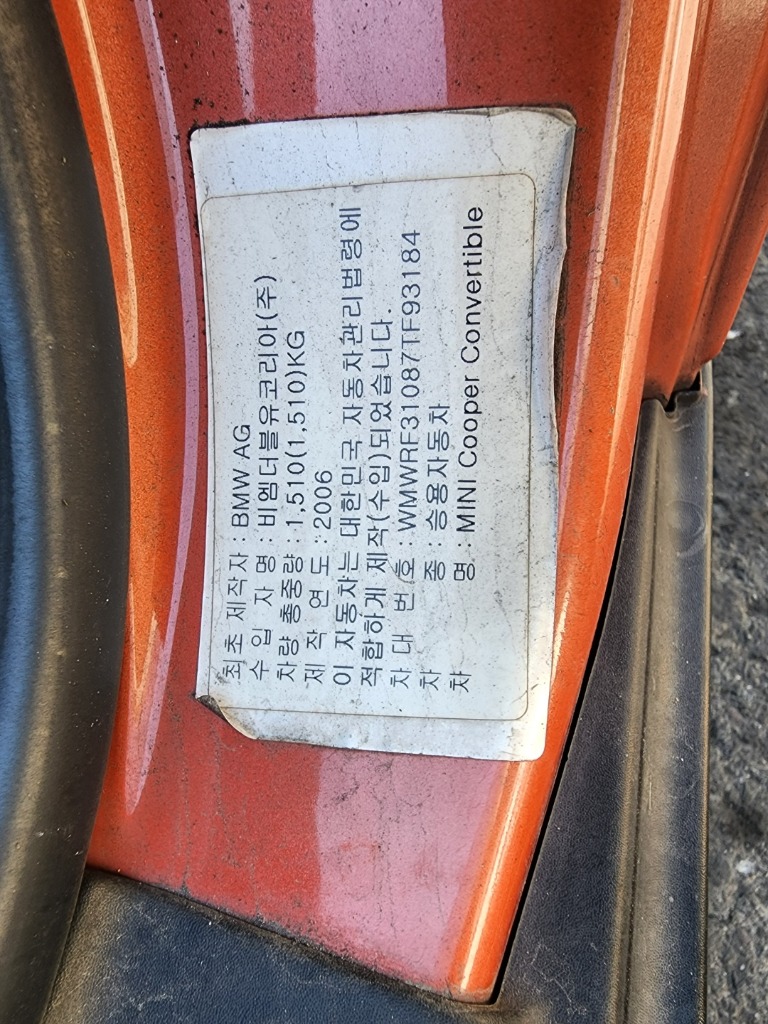 최초 제작자 : BMW AG
수입자명 : 비엠더블유코리아(주)
차량총중량 : 1,510(1,510)KG
제작연도 : 2006
이 자동차는 대한민국 자동차관리법령에
적합하게 제작(수입)되었습니다.
차대번호 : WMWRF31087TF93184
차종 : 승용자동차
차명 : MINI Cooper Convertible